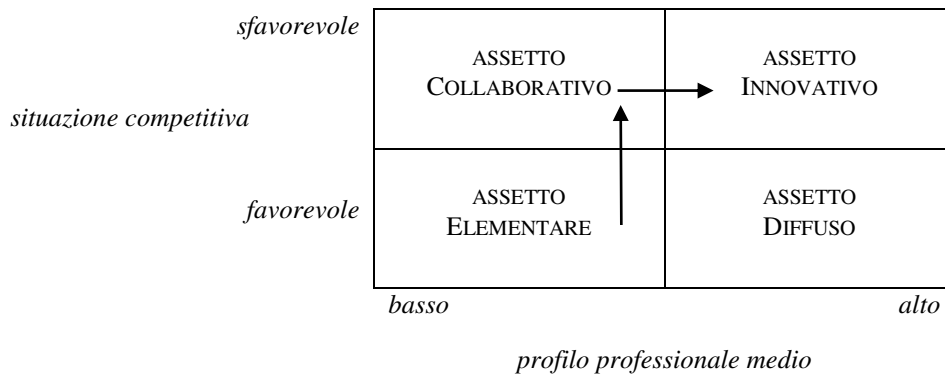 sfavorevole
ASSETTO
COLLABORATIVO
ASSETTO
INNOVATIVO
situazione competitiva
favorevole
ASSETTO
ELEMENTARE
ASSETTO
DIFFUSO
basso
alto
profilo professionale medio